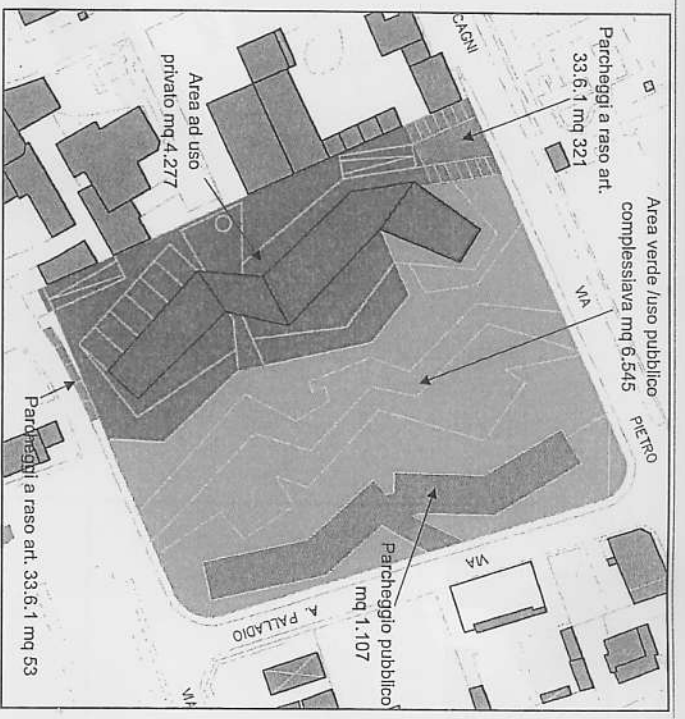 CAGNI
Parcheggi a raso art.
33.6.1 mq 321
Area verde /uso pubblico
complessiava mq 6.545
Area ad uso
privato mq 4.277
VIA
PIETRO
Parcheggi a raso art. 33.6.1 mq 53
Parcheggio pubblico
mq 1.107
VIA
A. PALLADIO
VIA